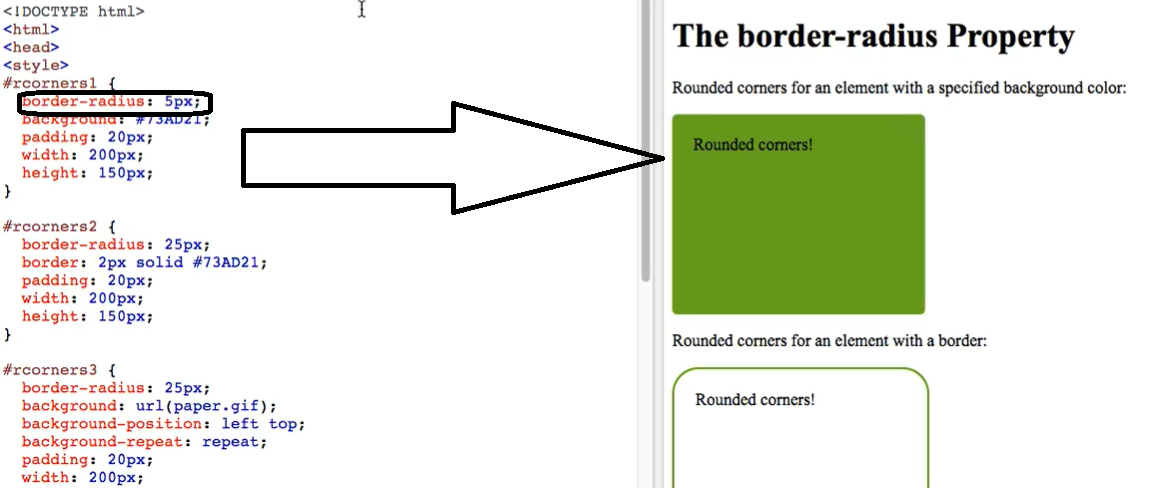 <!DOCTYPE html>
<html>
<head>
<style>
#rcorners1 {
  border-radius: 5px;
  background: #73AD21;
  padding: 20px;
  width: 200px;
  height: 150px;
}
#rcorners2 {
  border-radius: 25px;
  border: 2px solid #73AD21;
  padding: 20px;
  width: 200px;
  height: 150px;
}
#rcorners3 {
  border-radius: 25px;
  background: url(paper.gif);
  background-position: left top;
  background-repeat: repeat;
  padding: 20px;
  width: 200px;
The border-radius Property
Rounded corners for an element with a specified background color:
Rounded corners!
Rounded corners for an element with a border:
Rounded corners!